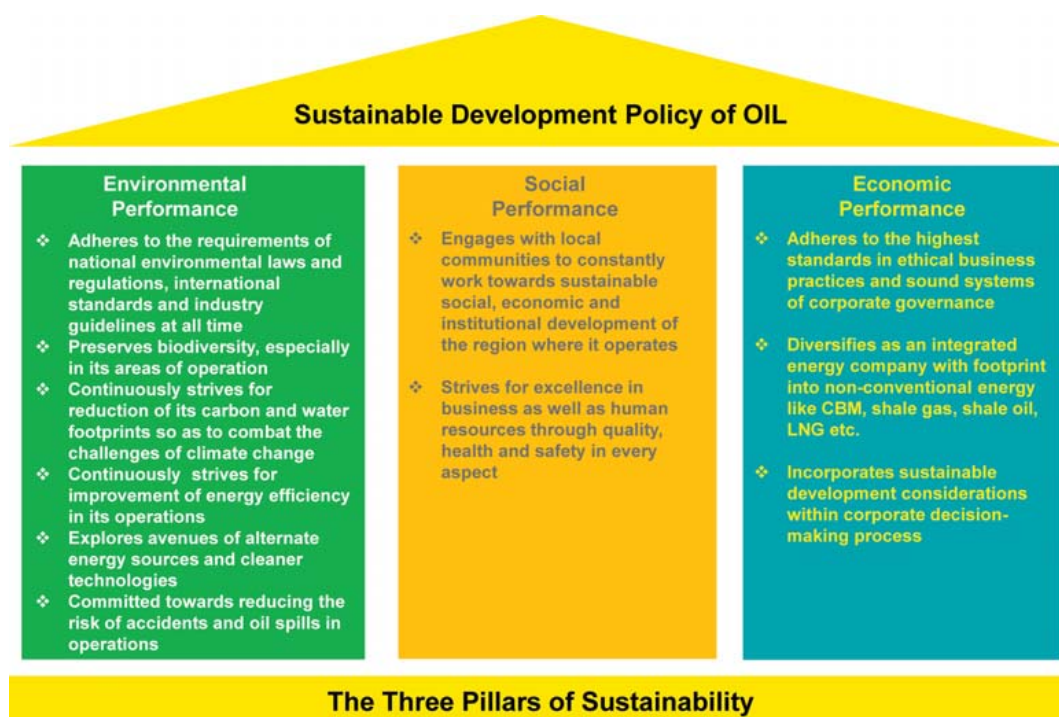 Sustainable Development Policy of OIL
Environmental
Performance
❖ Adheres to the requirements of
national environmental laws and
regulations, international
standards and industry
guidelines at all time
❖ Preserves biodiversity, especially
in its areas of operation
❖ Continuously strives for
reduction of its carbon and water
footprints so as to combat the
challenges of climate change
❖ Continuously strives for
improvement of energy efficiency
in its operations
❖ Explores avenues of alternate
energy sources and cleaner
technologies
❖ Committed towards reducing the
risk of accidents and oil spills in
operations
Social
Performance
❖ Engages with local
communities to constantly
work towards sustainable
social, economic and
institutional development of
the region where it operates
❖ Strives for excellence in
business as well as human
resources through quality,
health and safety in every
aspect
Economic
Performance
❖ Adheres to the highest
standards in ethical business
practices and sound systems
of corporate governance
❖ Diversifies as an integrated
energy company with footprint
into non-conventional energy
like CBM, shale gas, shale oil,
LNG etc.
❖ Incorporates sustainable
development considerations
within corporate decision-
making process
The Three Pillars of Sustainability